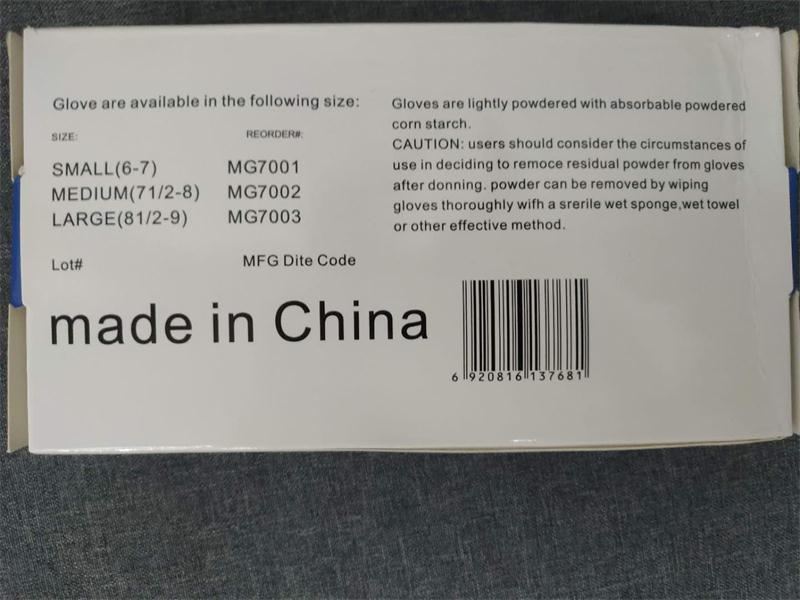 Glove are available in the following size:
SIZE: REORDER#:
SMALL(6-7) MG7001
MEDIUM(71/2-8) MG7002
LARGE(81/2-9) MG7003
Lot# MFG Dite Code
made in China
Gloves are lightly powdered with absorbable powdered
corn starch.
CAUTION: users should consider the circumstances of
use in deciding to remoce residual powder from gloves
after donning. powder can be removed by wiping
gloves thoroughly wifh a srerile wet sponge,wet towel
or other effective method.
6 920816 137681